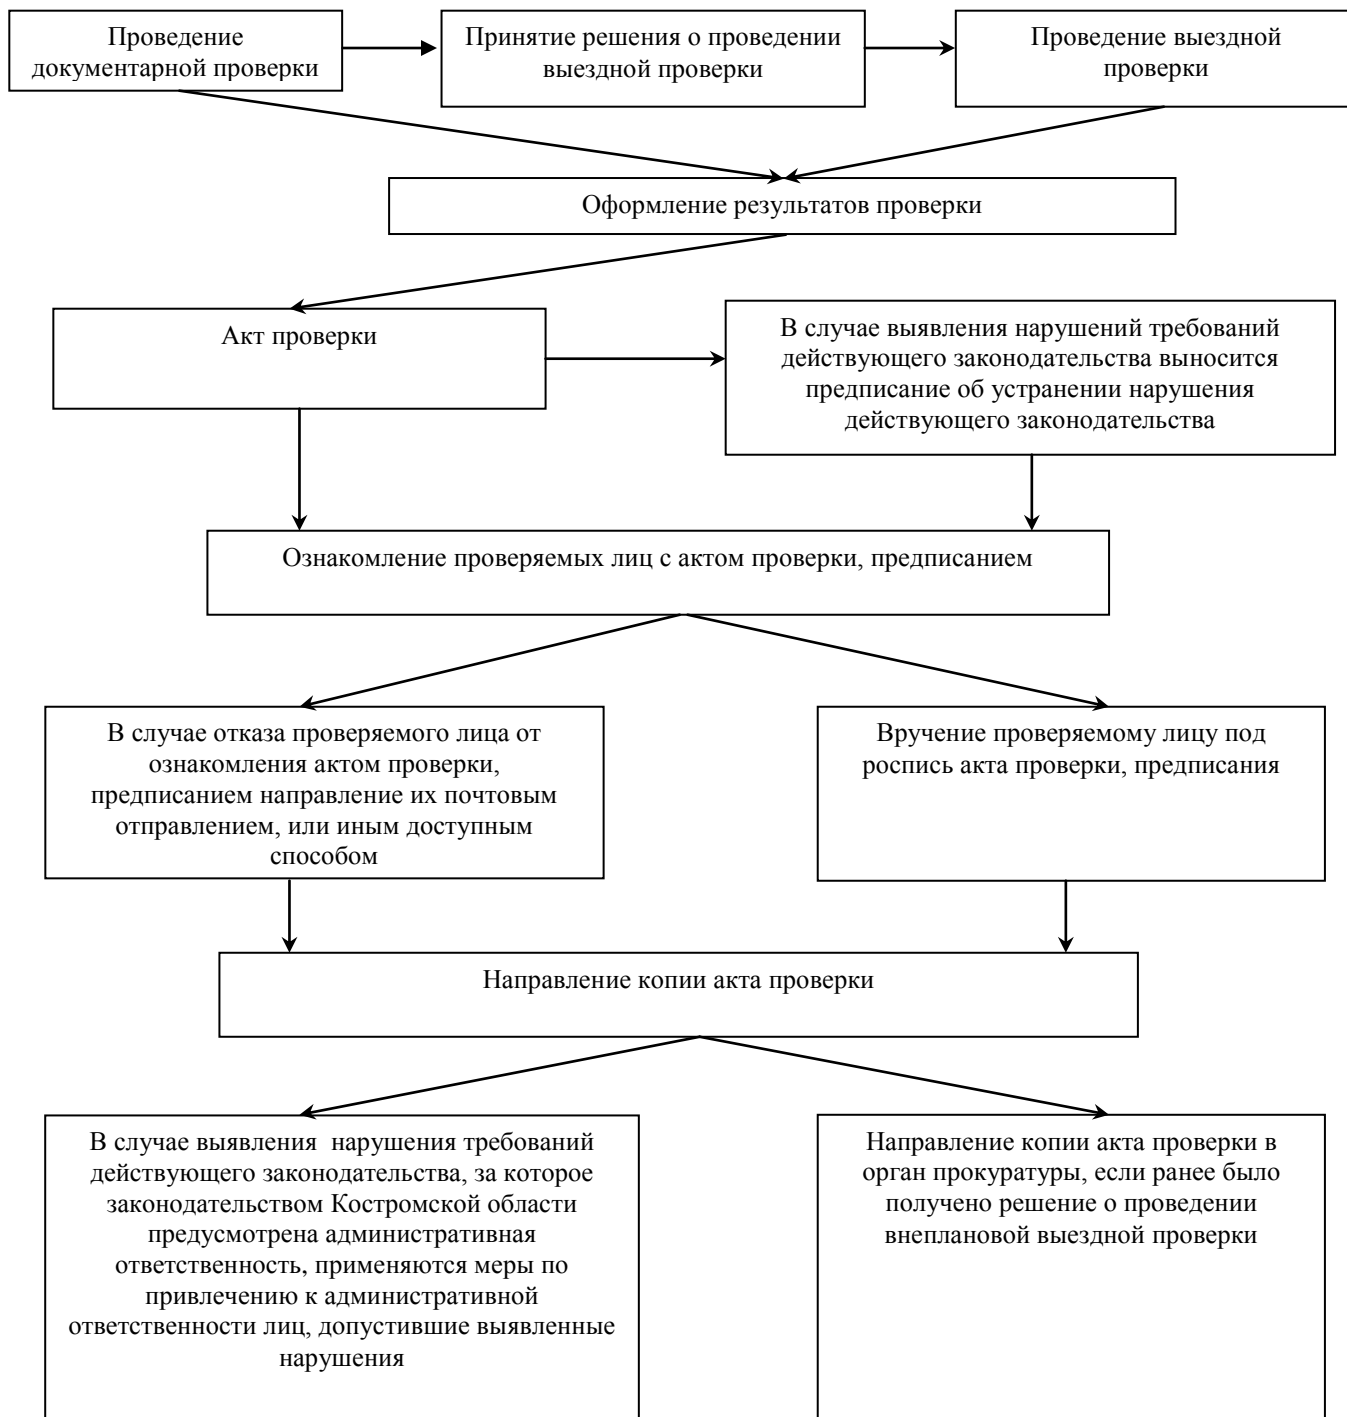 Проведение
документарной проверки
Принятие решения о проведении
выездной проверки
Проведение выездной
проверки
Оформление результатов проверки
Акт проверки
В случае выявления нарушений требований
действующего законодательства выносится
предписание об устранении нарушения
действующего законодательства
Ознакомление проверяемых лиц с актом проверки, предписанием
В случае отказа проверяемого лица от
ознакомления актом проверки,
предписанием направление их почтовым
отправлением, или иным доступным
способом
Вручение проверяемому лицу под
роспись акта проверки, предписания
Направление копии акта проверки
В случае выявления  нарушения требований
действующего законодательства, за которое
законодательством Костромской области
предусмотрена административная
ответственность, применяются меры по
привлечению к административной
ответственности лиц, допустившие выявленные
нарушения
Направление копии акта проверки в
орган прокуратуры, если ранее было
получено решение о проведении
внеплановой выездной проверки